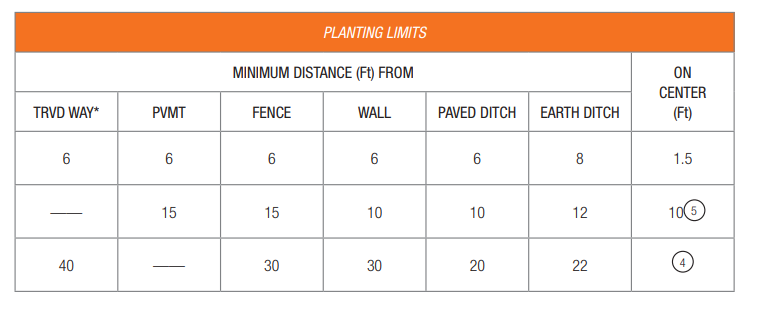 PLANTING LIMITS
MINIMUM DISTANCE (Ft) FROM
ON
CENTER
(Ft)
TRVD WAY* PVMT FENCE WALL PAVED DITCH EARTH DITCH
6 6 6 6 6 8 1.5
—— 15 15 10 10 12 10 5
40 —— 30 30 20 22 4